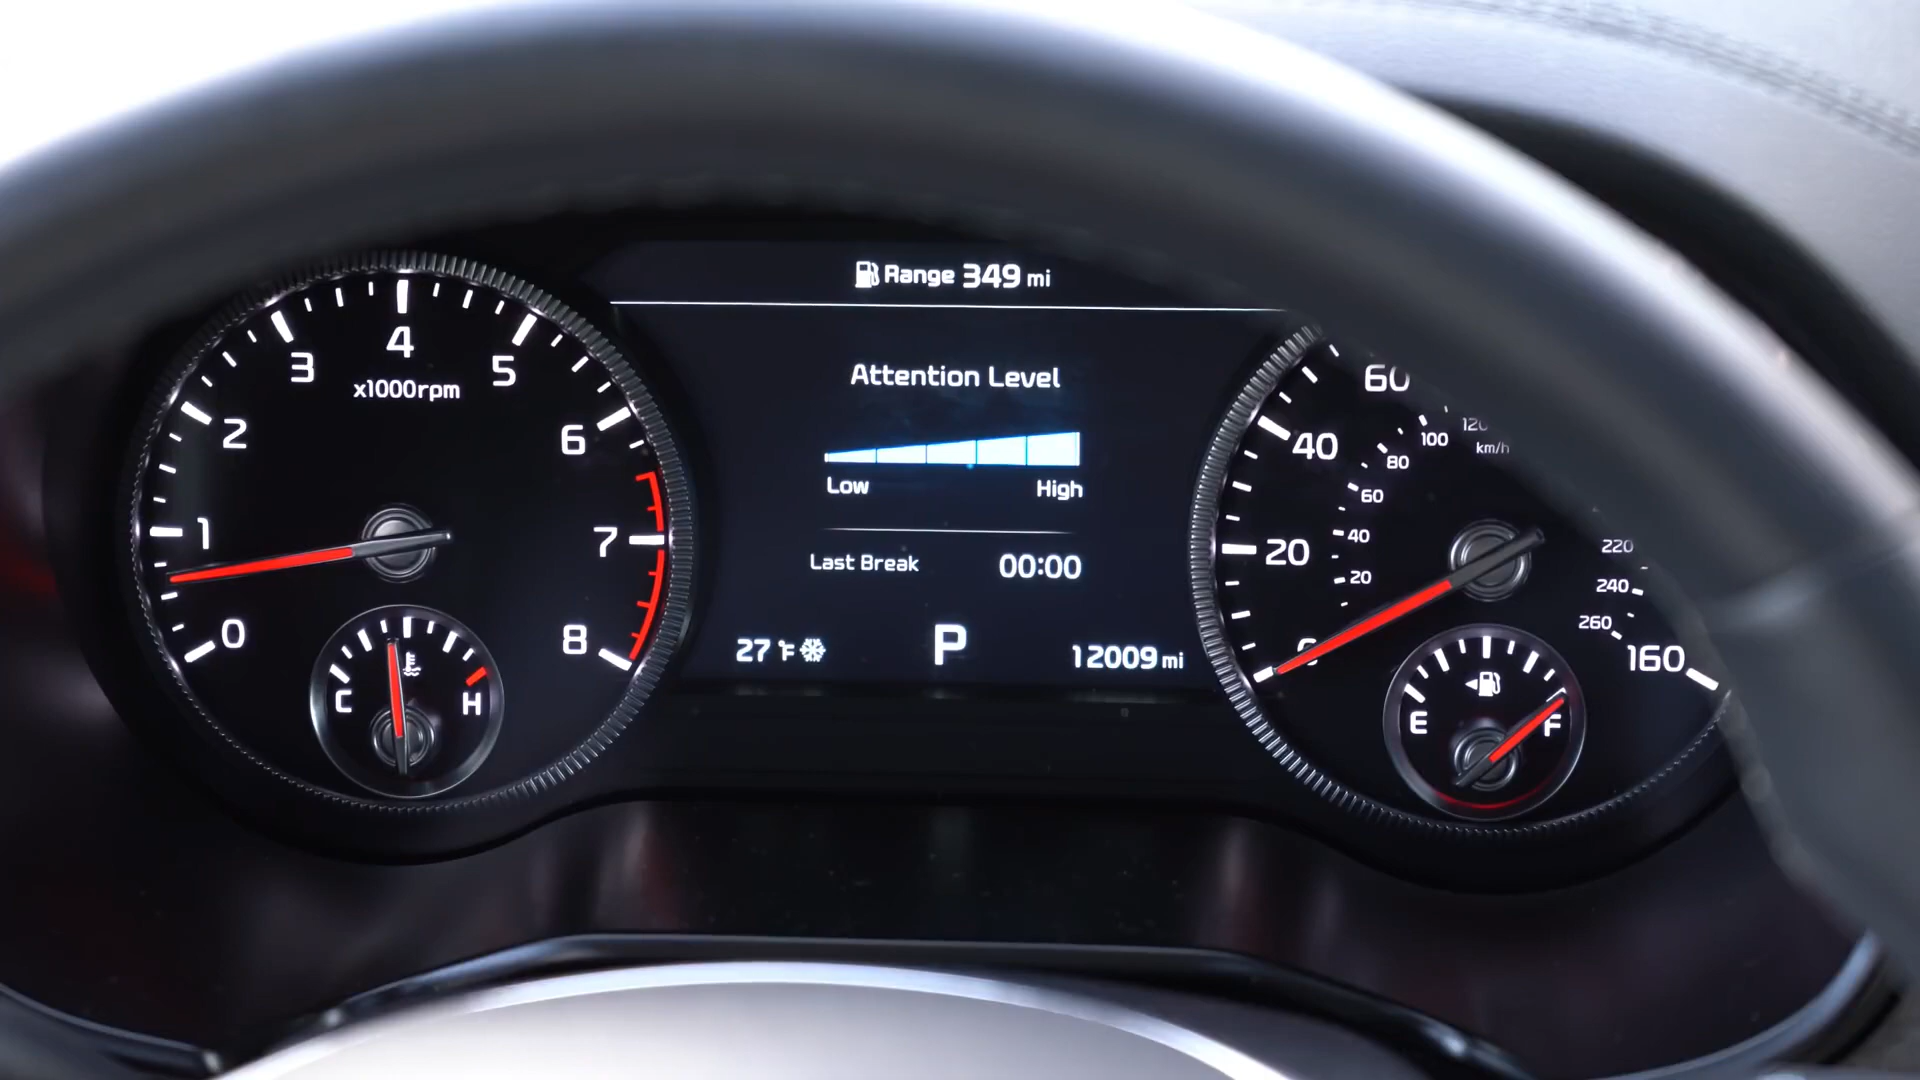 Range 349 mi
Attention Level
Low High
Last Break 00:00
27 °F P 12009 mi
0 1 2 3 4 5 6 7 8
x1000rpm
C H
20 40 60 160
20 40 60 80 100 220 240 260
km/h
E F